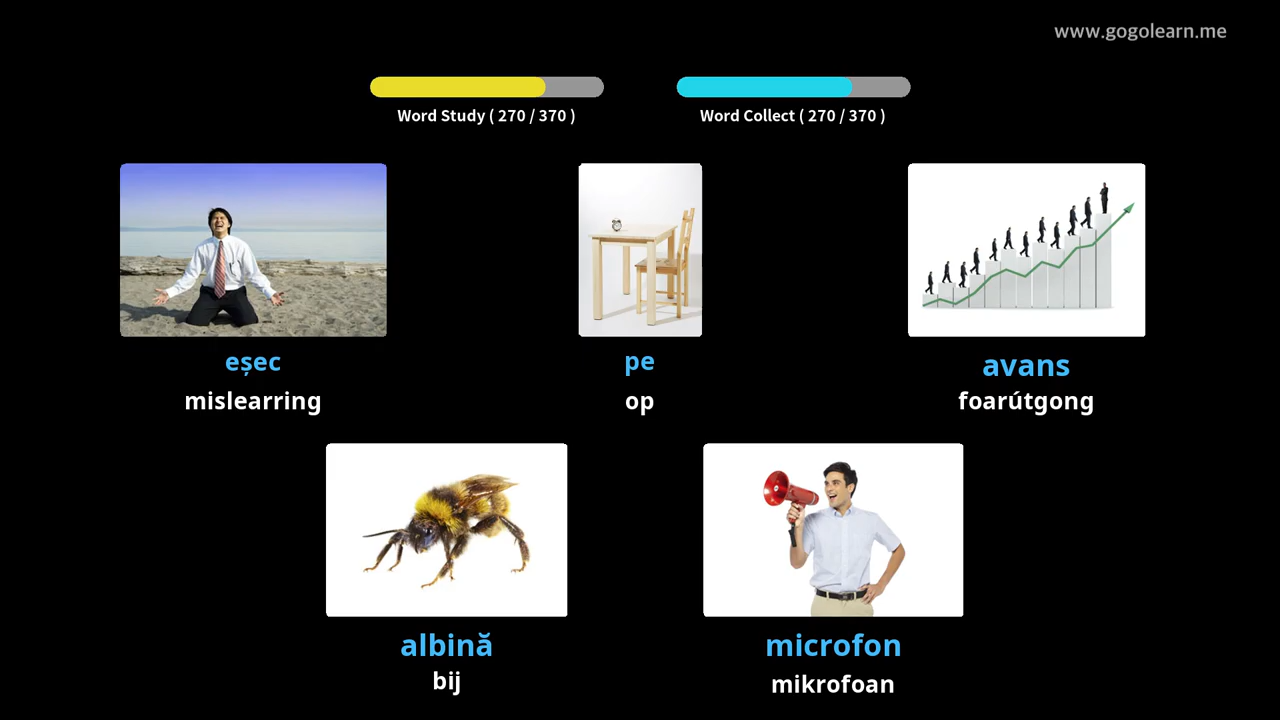 www.gogolearn.me
Word Study ( 270 / 370 )
Word Collect ( 270 / 370 )
eșec
mislearring
pe
op
avans
foarútgong
albină
bij
microfon
mikrofoan